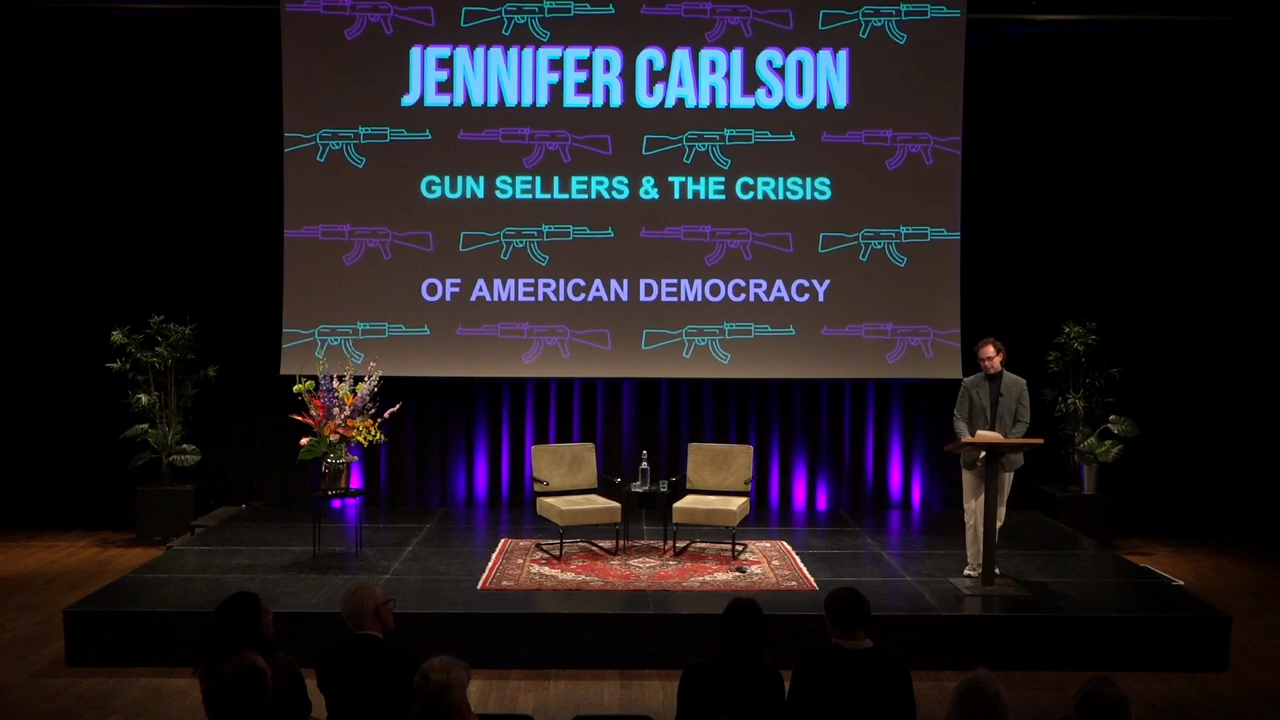 JENNIFER CARLSON
GUN SELLERS & THE CRISIS
OF AMERICAN DEMOCRACY